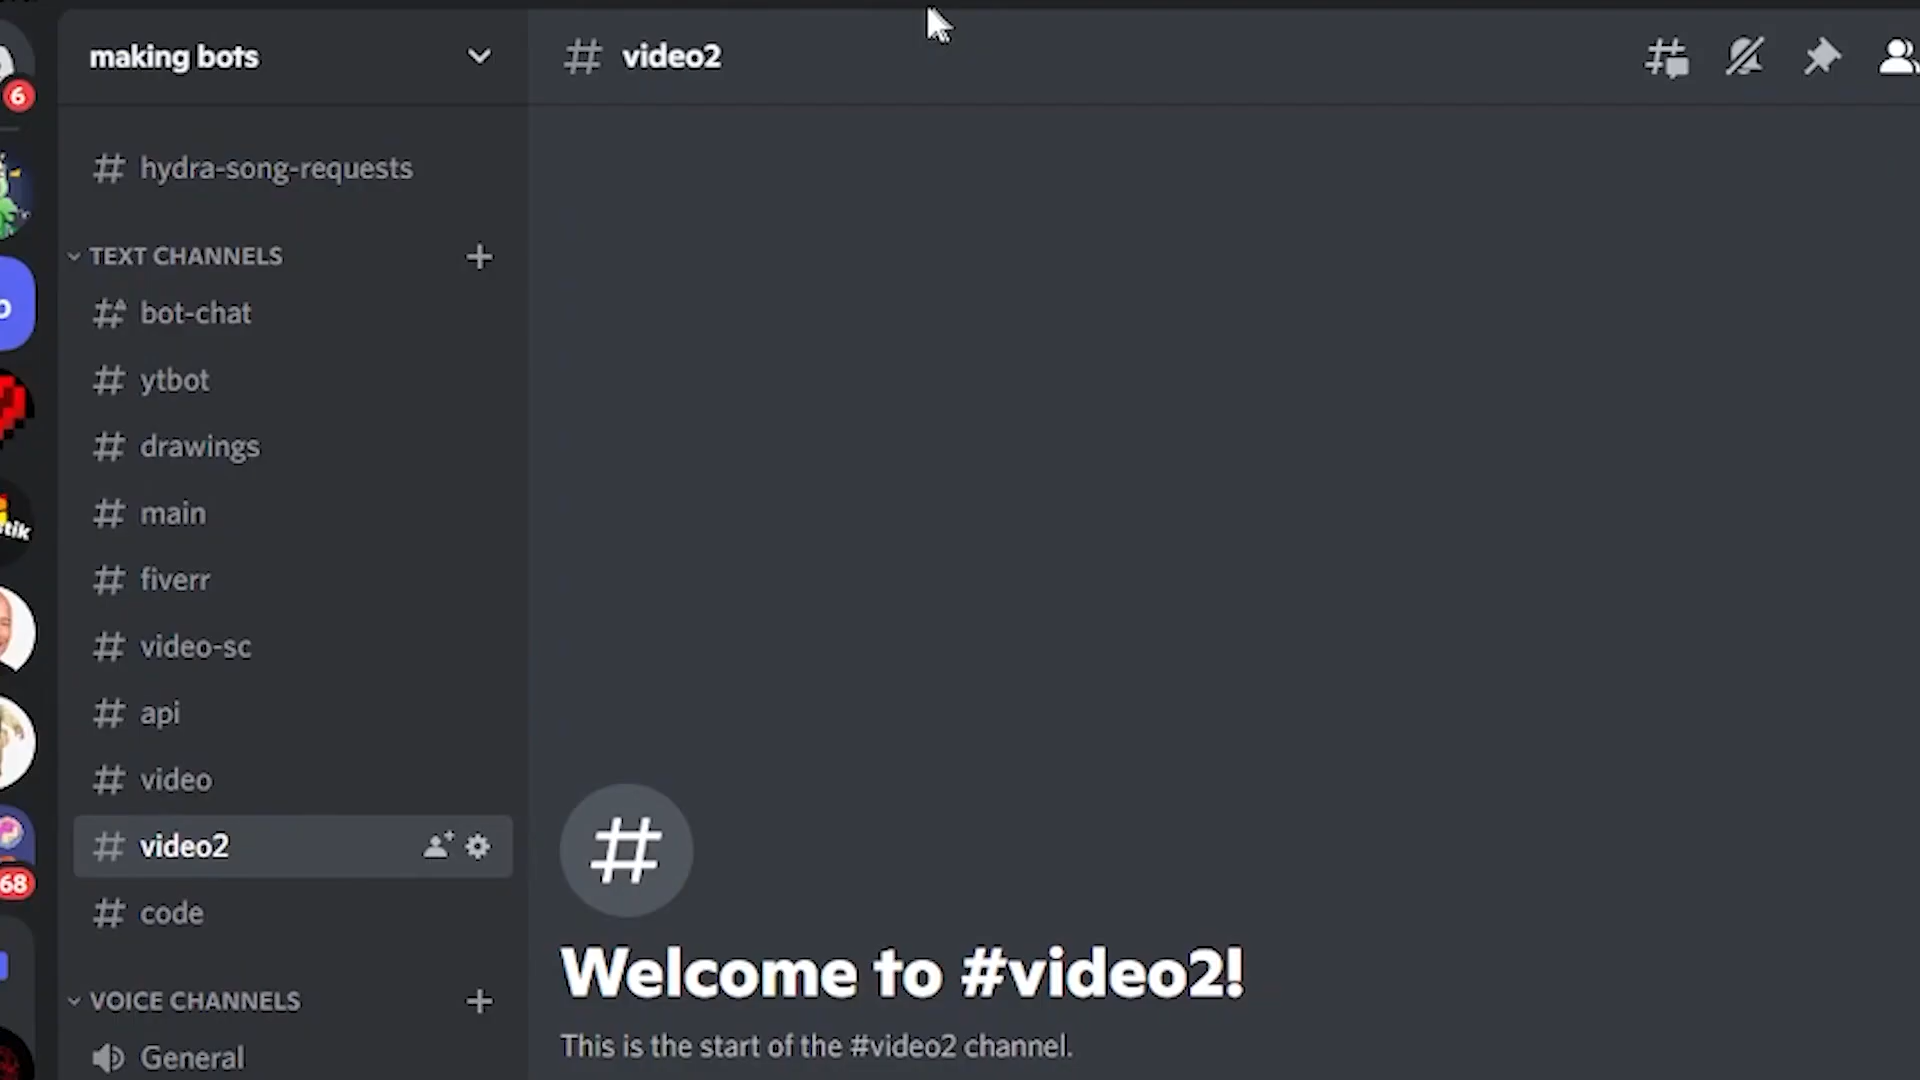 making bots
# video2
6
# hydra-song-requests
TEXT CHANNELS
bot-chat
# ytbot
# drawings
# main
tik
# fiverr
# video-sc
# api
# video
# video2
68
# code
#
Welcome to #video2!
This is the start of the #video2 channel.
VOICE CHANNELS
General